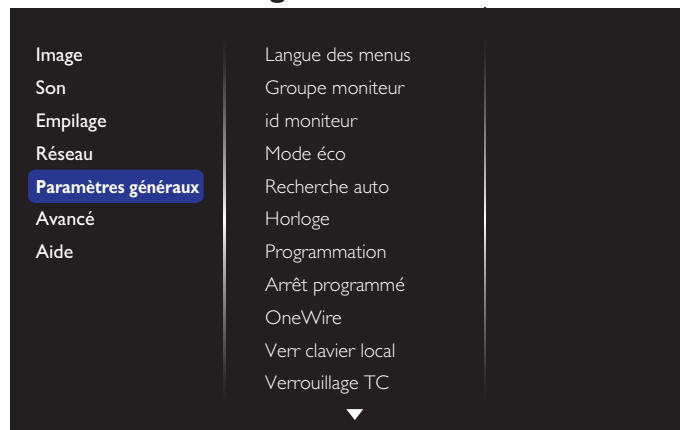 Image
Son
Empilage
Réseau
Paramètres généraux
Avancé
Aide
Langue des menus
Groupe moniteur
id moniteur
Mode éco
Recherche auto
Horloge
Programmation
Arrêt programmé
OneWire
Verr clavier local
Verrouillage TC